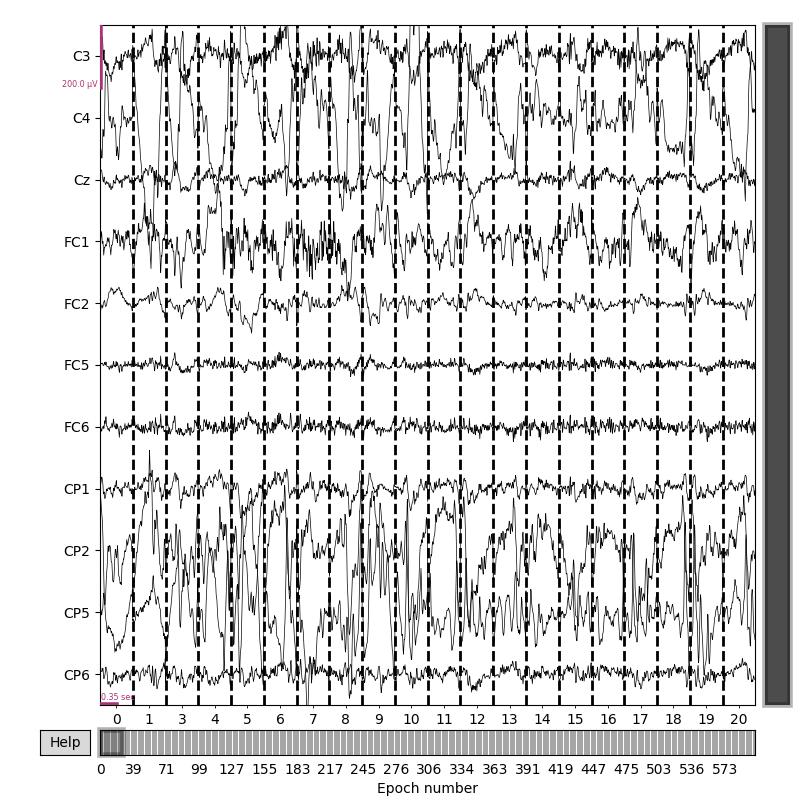 C3
200.0 µV
C4
Cz
FC1
FC2
FC5
FC6
CP1
CP2
CP5
CP6
0.35 sec
0 1 3 4 5 6 7 8 9 10 11 12 13 14 15 16 17 18 19 20
Help
0 39 71 99 127 155 183 217 245 276 306 334 363 391 419 447 475 503 536 573
Epoch number